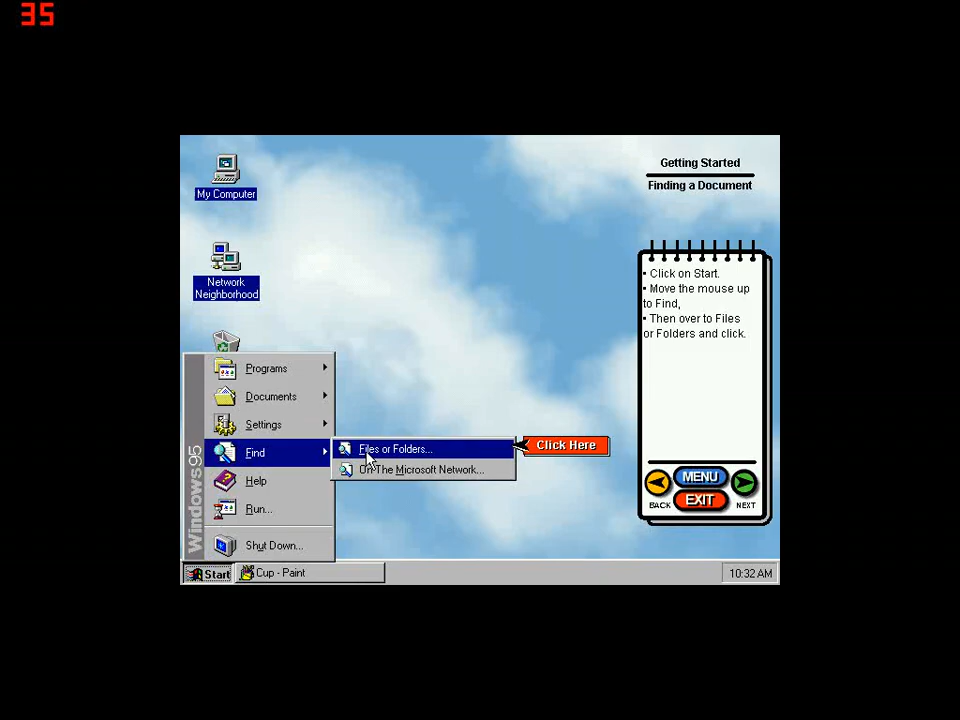 35
Getting Started
Finding a Document
My Computer
Network
Neighborhood
• Click on Start.
• Move the mouse up
to Find,
• Then over to Files
or Folders and click.
Programs
Documents
Settings
Find
Help
Run...
Shut Down...
Windows95
Files or Folders...
On The Microsoft Network...
Click Here
MENU
EXIT
BACK
NEXT
Start
Cup - Paint
10:32 AM